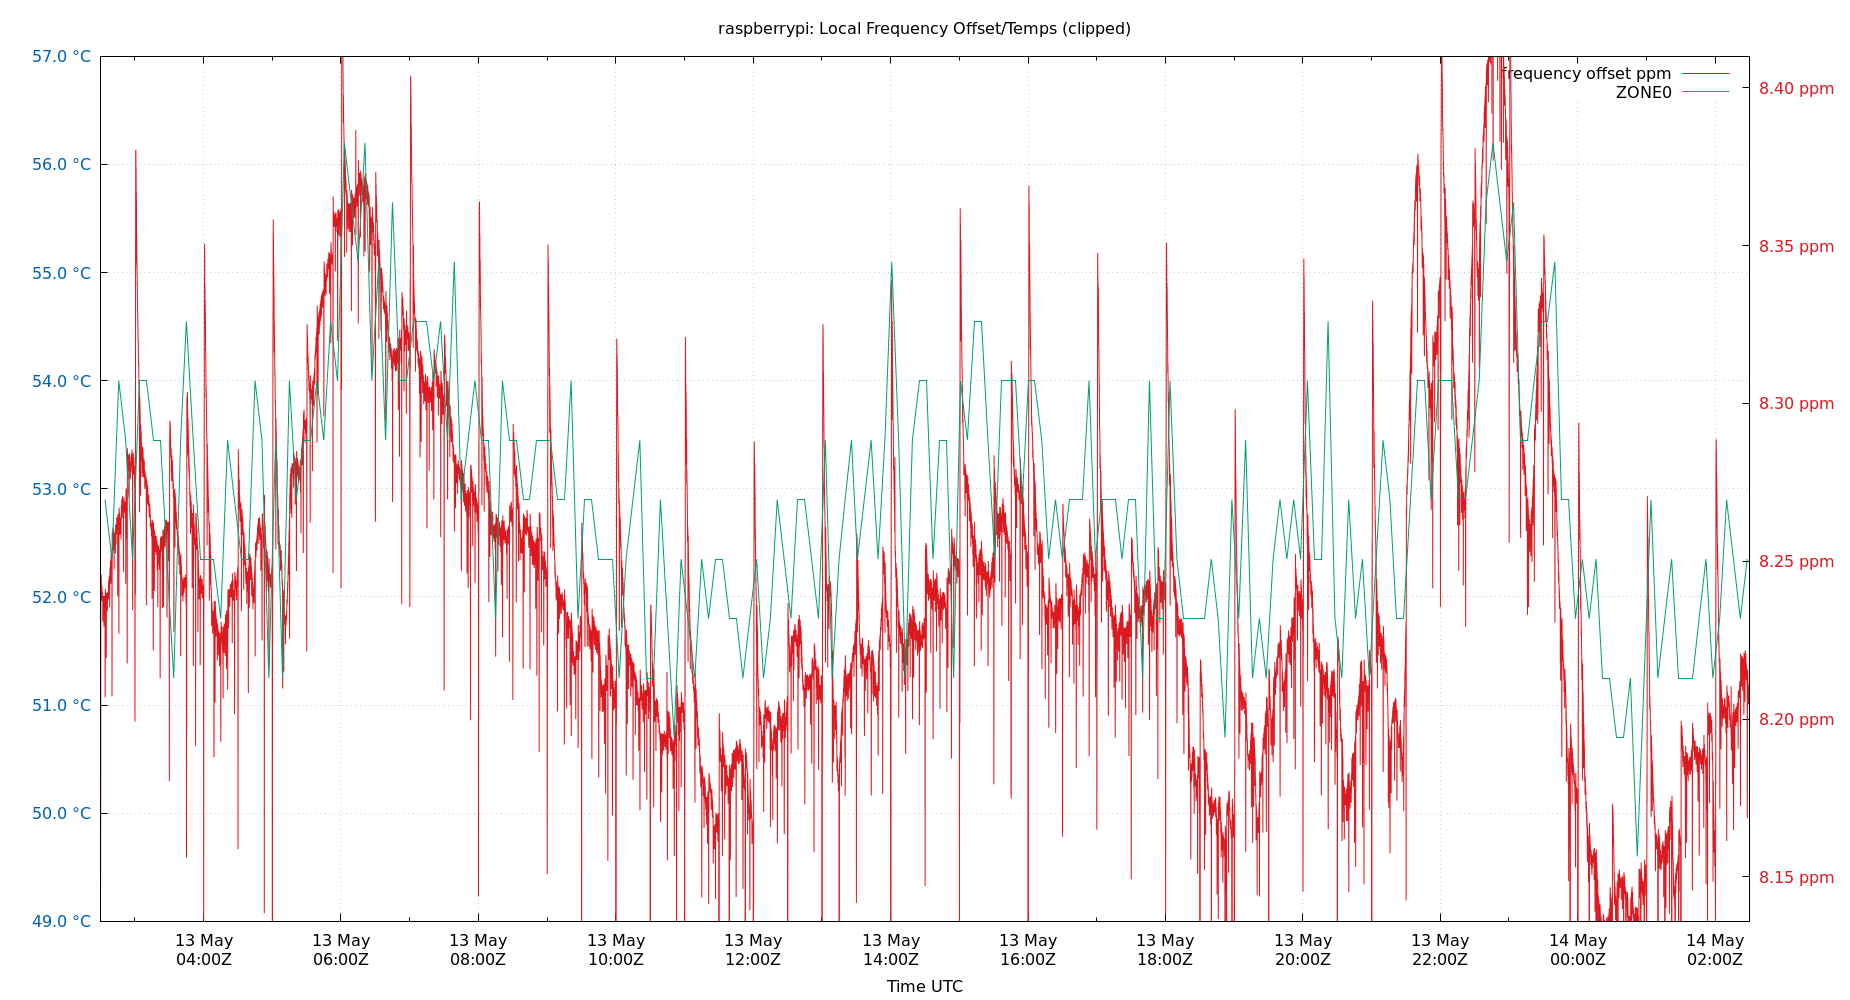 raspberrypi: Local Frequency Offset/Temps (clipped)
57.0 °C
56.0 °C
55.0 °C
54.0 °C
53.0 °C
52.0 °C
51.0 °C
50.0 °C
49.0 °C
frequency offset ppm
ZONE0
8.40 ppm
8.35 ppm
8.30 ppm
8.25 ppm
8.20 ppm
8.15 ppm
13 May 13 May 13 May 13 May 13 May 13 May 13 May 13 May 13 May 13 May 14 May 14 May
04:00Z 06:00Z 08:00Z 10:00Z 12:00Z 14:00Z 16:00Z 18:00Z 20:00Z 22:00Z 00:00Z 02:00Z
Time UTC